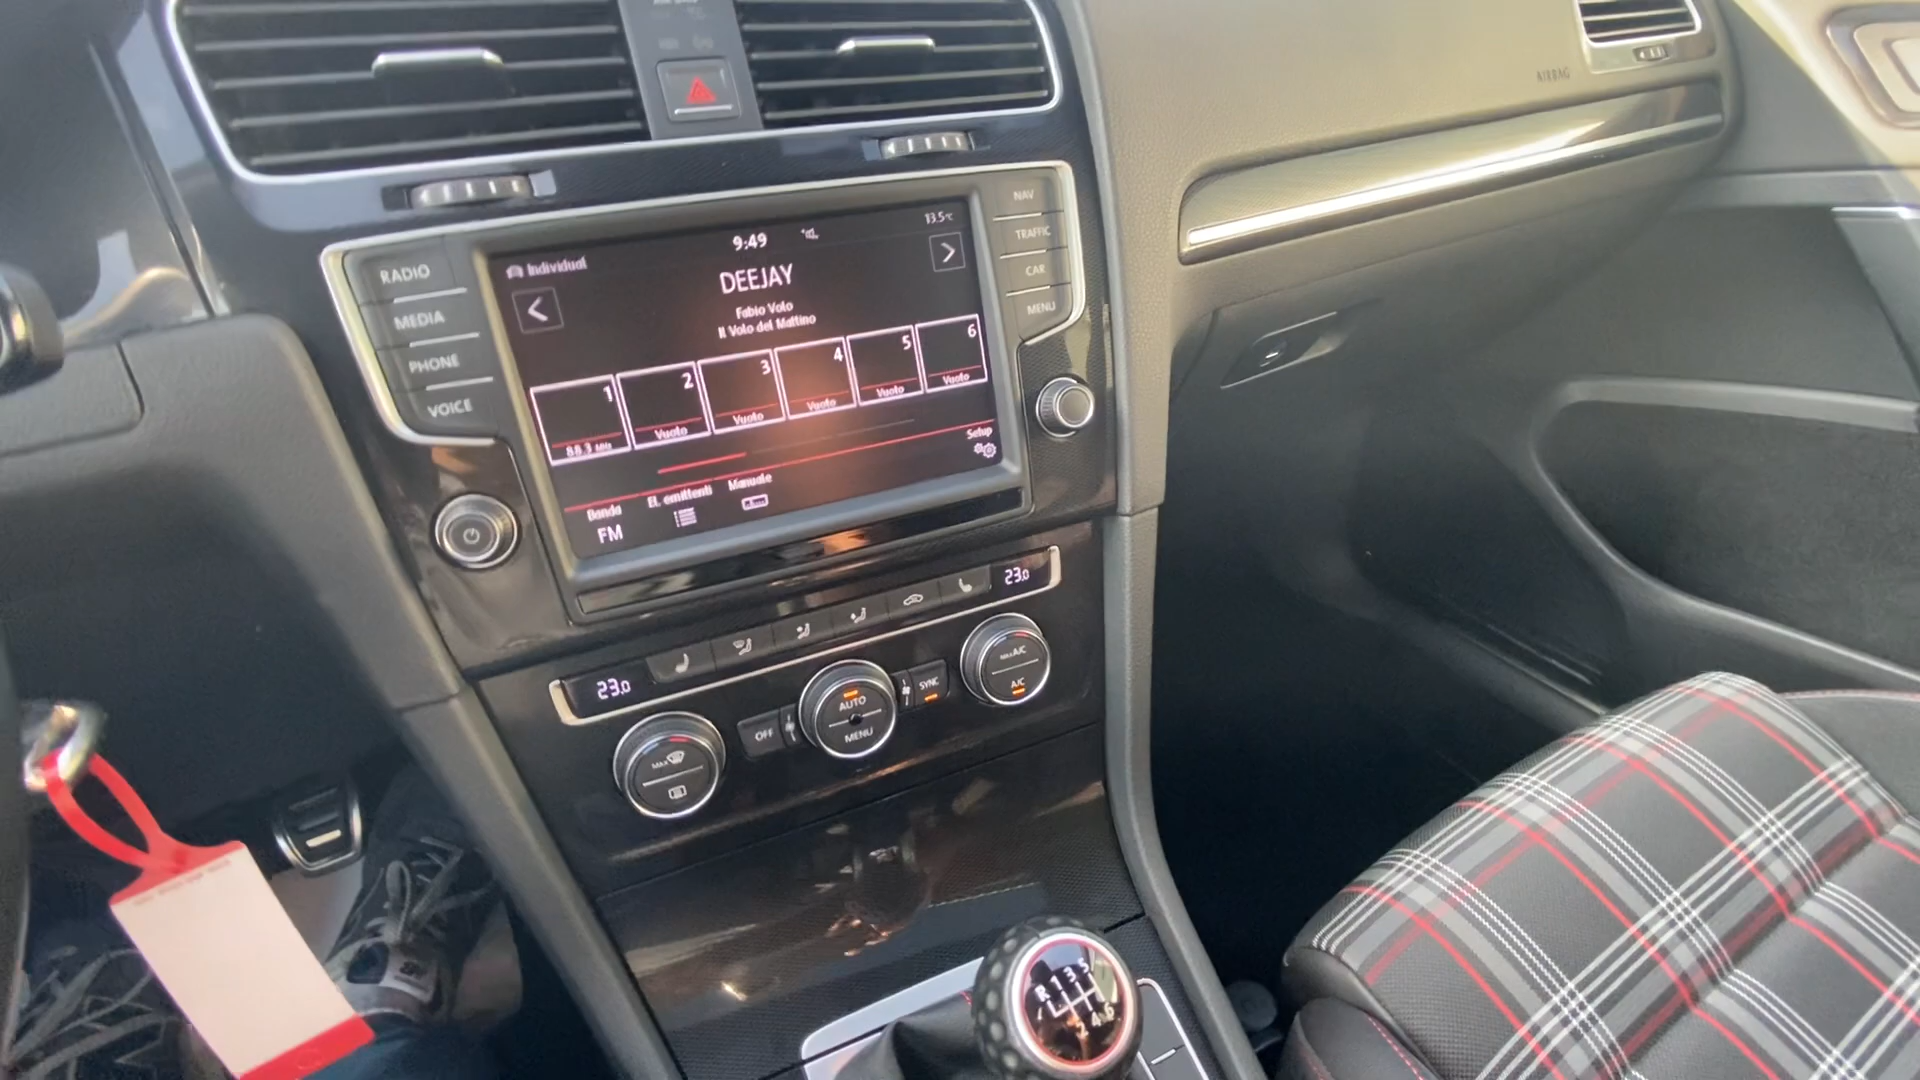 AIRBAG
NAV
TRAFFIC
CAR
MENU
RADIO
MEDIA
PHONE
VOICE
9:49
13.5°C
Individual
DEEJAY
Fabio Volo
Il Volo del Mattino
1
2
3
4
5
6
88.3 MHz
Vuoto
Vuoto
Vuoto
Vuoto
Vuoto
Setup
Banda
El. emittenti
Manuale
FM
23.0
23.0
MAX A/C
A/C
SYNC
AUTO
MENU
OFF
MAX
R 1 3 5
2 4 6